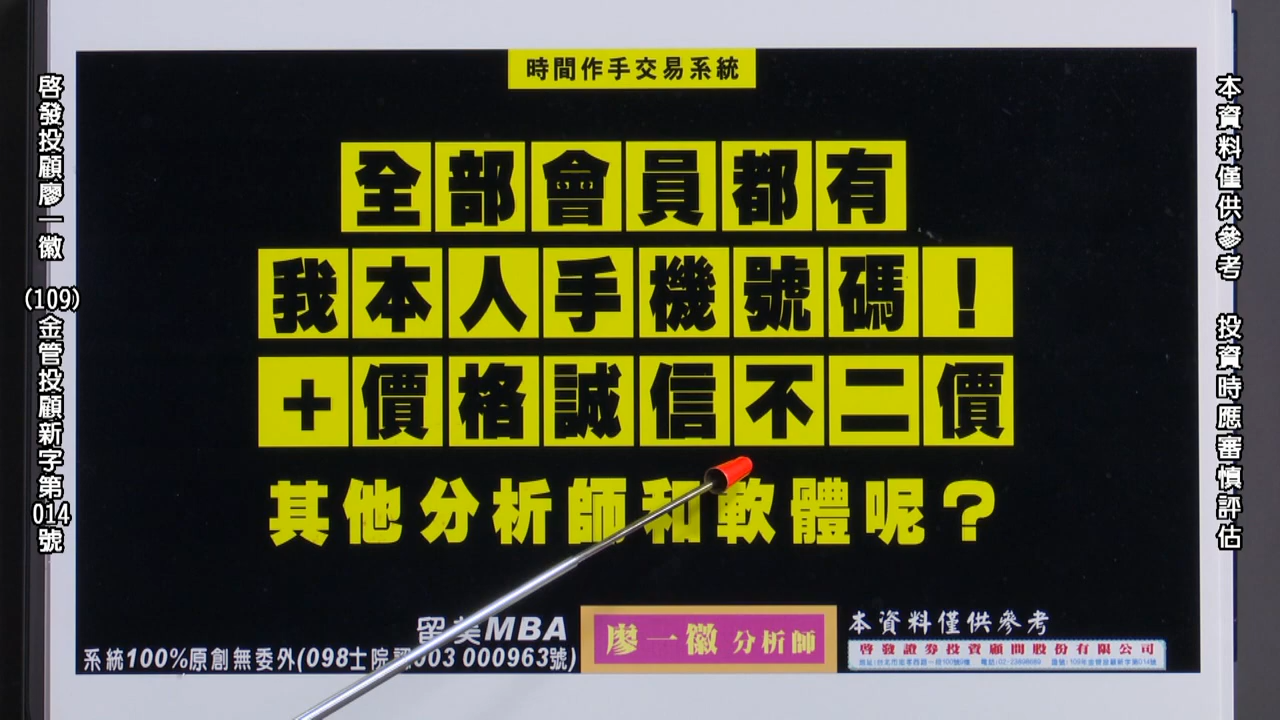 時間作手交易系統
全部會員都有
我本人手機號碼！
＋價格誠信不二價
其他分析師和軟體呢？
留美MBA
系統100%原創無委外(098士院認003 000963號)
廖一徽 分析師
本資料僅供參考
啓發證券投資顧問股份有限公司
啓發投顧廖一徽 (109)金管投顧新字第014號
本資料僅供參考 投資時應審慎評估